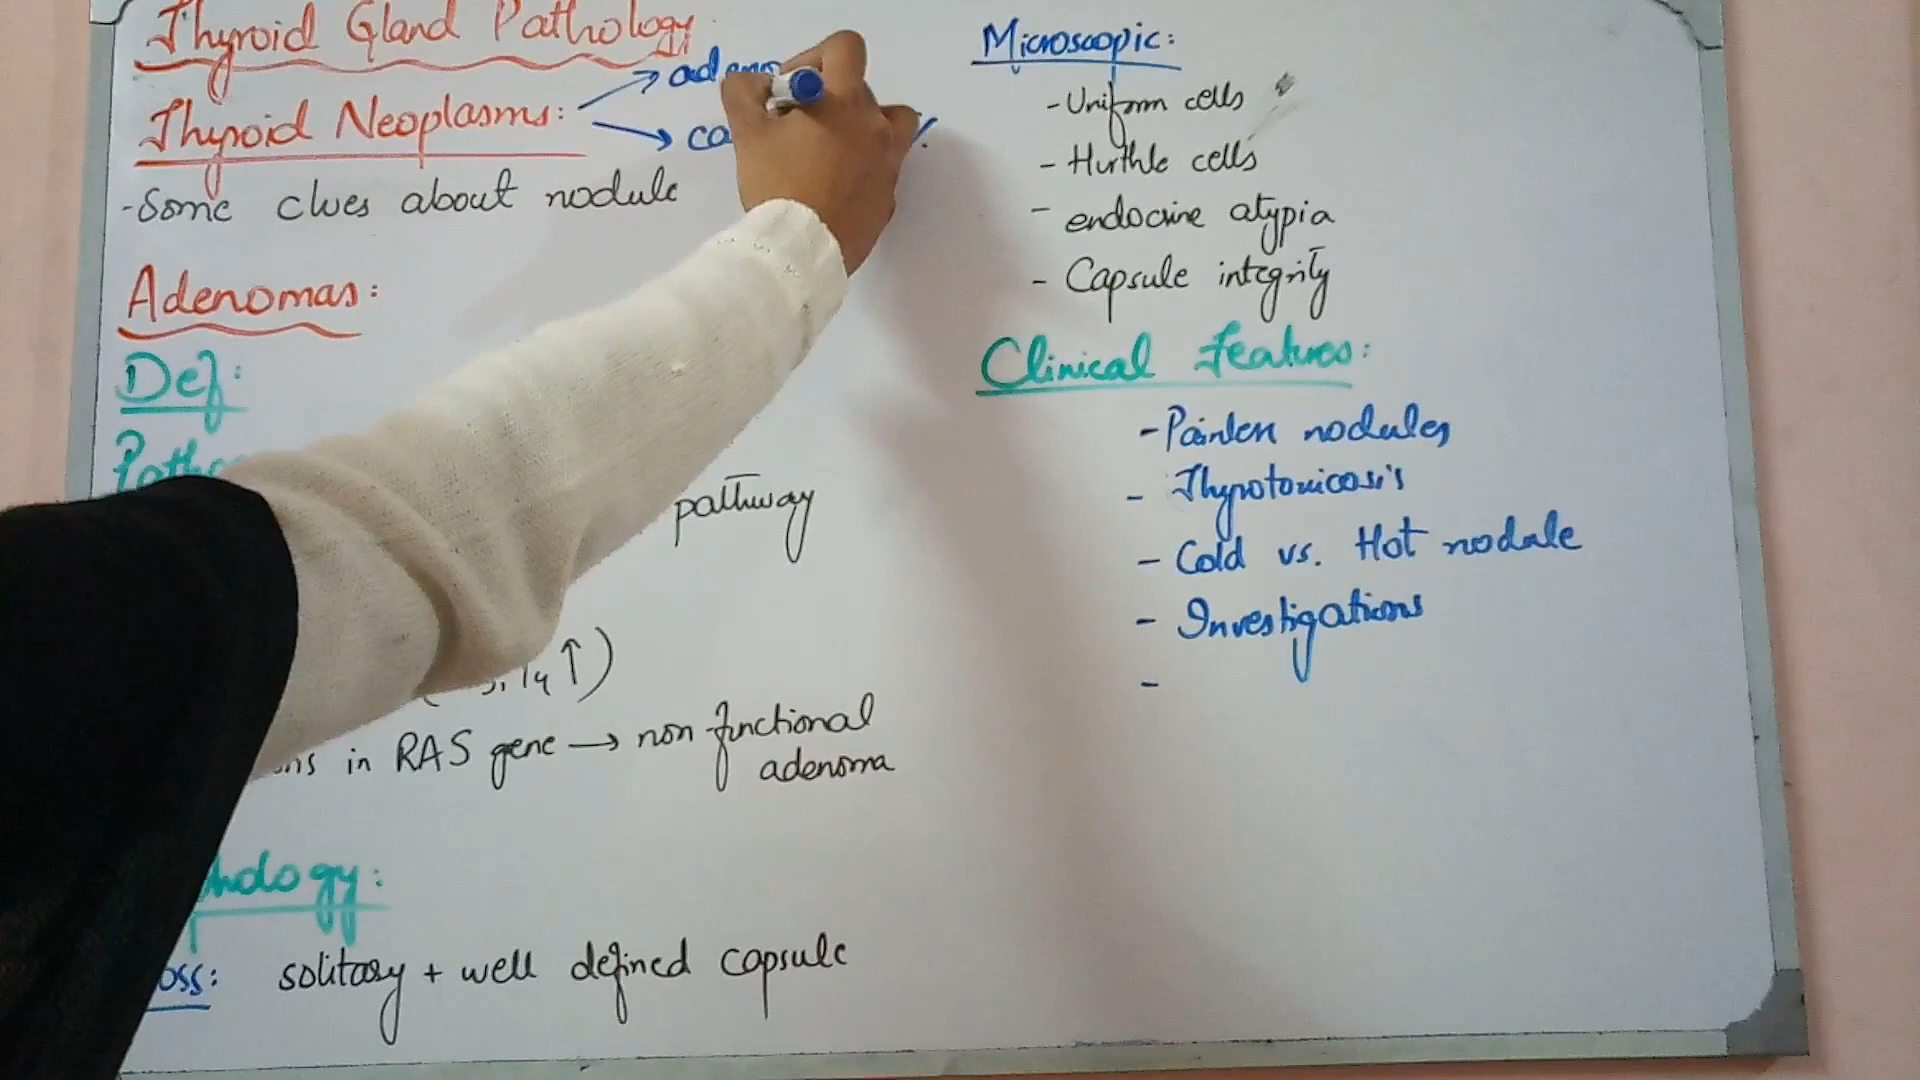 Thyroid Gland Pathology
Thyroid Neoplasms:
- Some clues about nodule
Adenomas:
Def:
pathway
T4 ↑)
in RAS gene → non functional
adenoma
solitary + well defined capsule
Microscopic:
- Uniform cells
- Hurthle cells
- endocrine atypia
- Capsule integrity
Clinical Features:
- Painless nodules
- Thyrotoxicosis
- Cold vs. Hot nodule
- Investigations
-